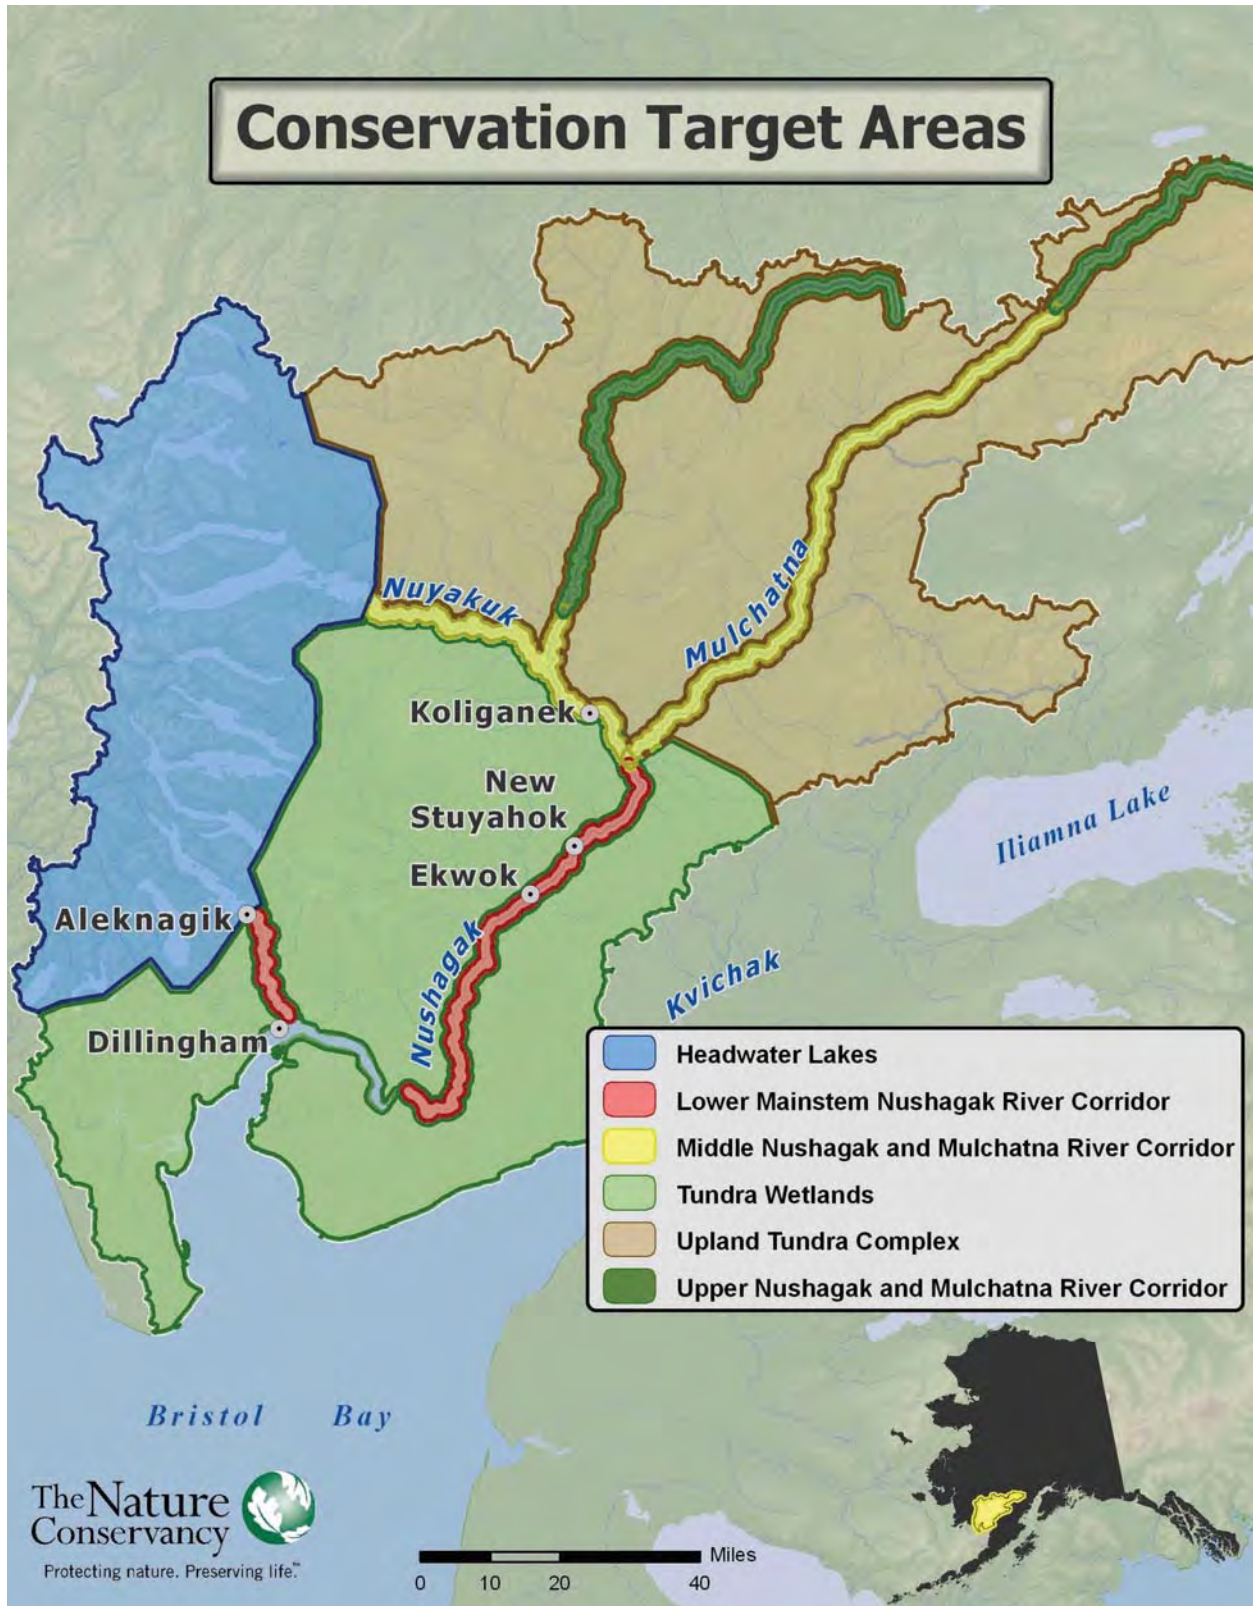 Conservation Target Areas
Nuyakuk
Mulchatna
Koliganek
New
Stuyahok
Ekwok
Iliamna Lake
Aleknagik
Nushagak
Kvichak
Dillingham
Headwater Lakes
Lower Mainstem Nushagak River Corridor
Middle Nushagak and Mulchatna River Corridor
Tundra Wetlands
Upland Tundra Complex
Upper Nushagak and Mulchatna River Corridor
Bristol Bay
The Nature
Conservancy
Protecting nature. Preserving life.™
Miles
0 10 20 40